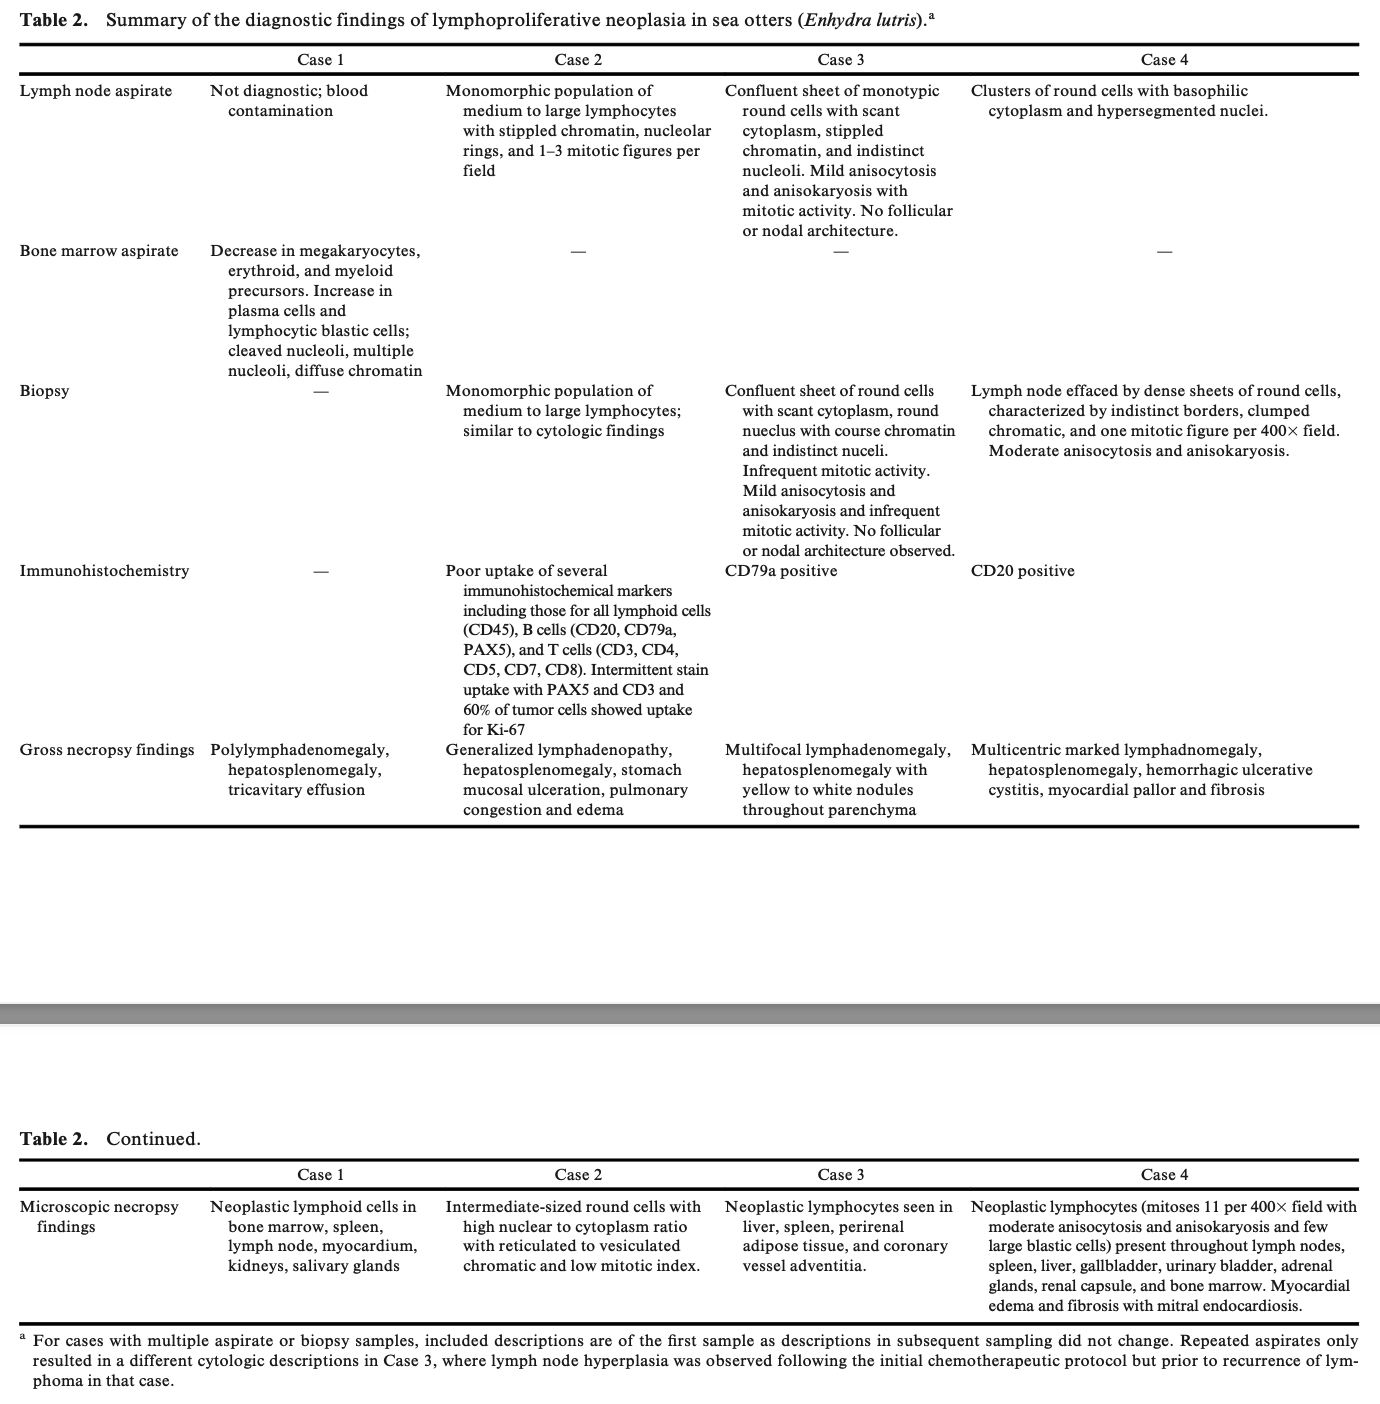 Table 2. Summary of the diagnostic findings of lymphoproliferative neoplasia in sea otters (Enhydra lutris).a
Case 1 Case 2 Case 3 Case 4
Lymph node aspirate
Not diagnostic; blood
contamination
Monomorphic population of
medium to large lymphocytes
with stippled chromatin, nucleolar
rings, and 1–3 mitotic figures per
field
Confluent sheet of monotypic
round cells with scant
cytoplasm, stippled
chromatin, and indistinct
nucleoli. Mild anisocytosis
and anisokaryosis with
mitotic activity. No follicular
or nodal architecture.
Clusters of round cells with basophilic
cytoplasm and hypersegmented nuclei.
Bone marrow aspirate
Decrease in megakaryocytes,
erythroid, and myeloid
precursors. Increase in
plasma cells and
lymphocytic blastic cells;
cleaved nucleoli, multiple
nucleoli, diffuse chromatin
—
—
—
Biopsy
—
Monomorphic population of
medium to large lymphocytes;
similar to cytologic findings
Confluent sheet of round cells
with scant cytoplasm, round
nueclus with course chromatin
and indistinct nuceli.
Infrequent mitotic activity.
Mild anisocytosis and
anisokaryosis and infrequent
mitotic activity. No follicular
or nodal architecture observed.
Lymph node effaced by dense sheets of round cells,
characterized by indistinct borders, clumped
chromatic, and one mitotic figure per 400× field.
Moderate anisocytosis and anisokaryosis.
Immunohistochemistry
—
Poor uptake of several
immunohistochemical markers
including those for all lymphoid cells
(CD45), B cells (CD20, CD79a,
PAX5), and T cells (CD3, CD4,
CD5, CD7, CD8). Intermittent stain
uptake with PAX5 and CD3 and
60% of tumor cells showed uptake
for Ki-67
CD79a positive
CD20 positive
Gross necropsy findings
Polylymphadenomegaly,
hepatosplenomegaly,
tricavitary effusion
Generalized lymphadenopathy,
hepatosplenomegaly, stomach
mucosal ulceration, pulmonary
congestion and edema
Multifocal lymphadenomegaly,
hepatosplenomegaly with
yellow to white nodules
throughout parenchyma
Multicentric marked lymphadnomegaly,
hepatosplenomegaly, hemorrhagic ulcerative
cystitis, myocardial pallor and fibrosis
Table 2. Continued.
Case 1 Case 2 Case 3 Case 4
Microscopic necropsy
findings
Neoplastic lymphoid cells in
bone marrow, spleen,
lymph node, myocardium,
kidneys, salivary glands
Intermediate-sized round cells with
high nuclear to cytoplasm ratio
with reticulated to vesiculated
chromatic and low mitotic index.
Neoplastic lymphocytes seen in
liver, spleen, perirenal
adipose tissue, and coronary
vessel adventitia.
Neoplastic lymphocytes (mitoses 11 per 400× field with
moderate anisocytosis and anisokaryosis and few
large blastic cells) present throughout lymph nodes,
spleen, liver, gallbladder, urinary bladder, adrenal
glands, renal capsule, and bone marrow. Myocardial
edema and fibrosis with mitral endocardiosis.
a For cases with multiple aspirate or biopsy samples, included descriptions are of the first sample as descriptions in subsequent sampling did not change. Repeated aspirates only
resulted in a different cytologic descriptions in Case 3, where lymph node hyperplasia was observed following the initial chemotherapeutic protocol but prior to recurrence of lym-
phoma in that case.